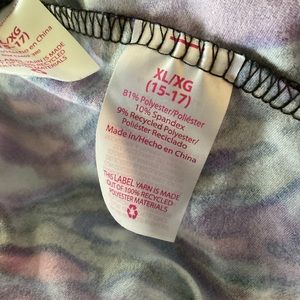 XL/XG
(15-17)
81% Polyester/Poliéster
10% Spandex
9% Recycled Polyester/
Poliéster Reciclado
Made in/Hecho en China
THIS LABEL YARN IS MADE
OUT OF 100% RECYCLED
POLYESTER MATERIALS